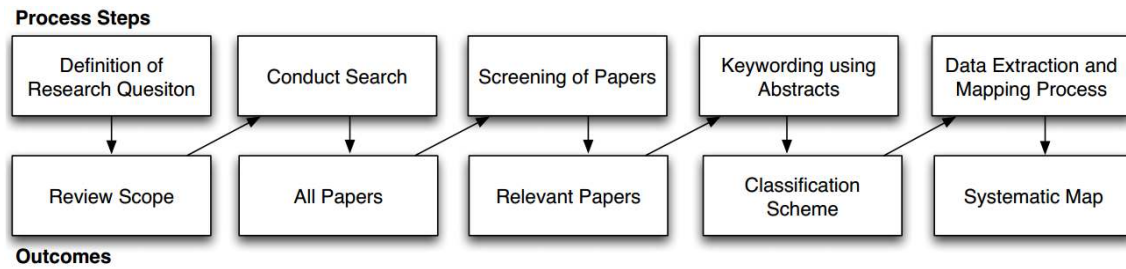 Process Steps
Definition of
Research Quesiton
Conduct Search
Screening of Papers
Keywording using
Abstracts
Data Extraction and
Mapping Process
Review Scope
All Papers
Relevant Papers
Classification
Scheme
Systematic Map
Outcomes